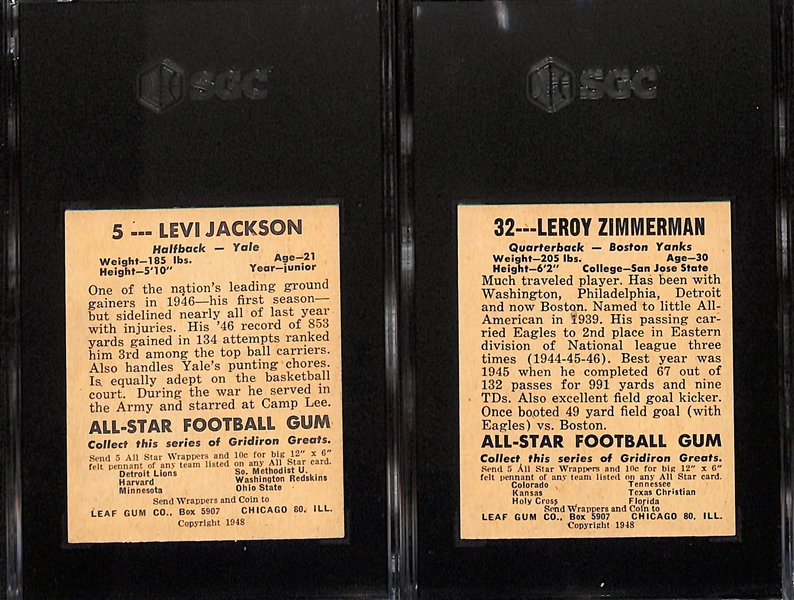 SGC
5 --- LEVI JACKSON
Halfback — Yale
Weight—185 lbs. Age—21
Height—5'10" Year—junior
One of the nation's leading ground
gainers in 1946—his first season—
but sidelined nearly all of last year
with injuries. His '46 record of 853
yards gained in 134 attempts ranked
him 3rd among the top ball carriers.
Also handles Yale's punting chores.
Is equally adept on the basketball
court. During the war he served in
the Army and starred at Camp Lee.
ALL-STAR FOOTBALL GUM
Collect this series of Gridiron Greats.
Send 5 All Star Wrappers and 10c for big 12" x 6"
felt pennant of any team listed on any All Star card.
Detroit Lions So. Methodist U.
Harvard Washington Redskins
Minnesota Ohio State
Send Wrappers and Coin to
LEAF GUM CO., Box 5907 CHICAGO 80, ILL.
Copyright 1948
SGC
32---LEROY ZIMMERMAN
Quarterback — Boston Yanks
Weight—205 lbs. Age—30
Height—6'2" College—San Jose State
Much traveled player. Has been with
Washington, Philadelphia, Detroit
and now Boston. Named to little All-
American in 1939. His passing car-
ried Eagles to 2nd place in Eastern
division of National league three
times (1944-45-46). Best year was
1945 when he completed 67 out of
132 passes for 991 yards and nine
TDs. Also excellent field goal kicker.
Once booted 49 yard field goal (with
Eagles) vs. Boston.
ALL-STAR FOOTBALL GUM
Collect this series of Gridiron Greats.
Send 5 All Star Wrappers and 10c for big 12" x 6"
felt pennant of any team listed on any All Star card.
Colorado Tennessee
Kansas Texas Christian
Holy Cross Florida
Send Wrappers and Coin to
LEAF GUM CO., Box 5907 CHICAGO 80, ILL.
Copyright 1948